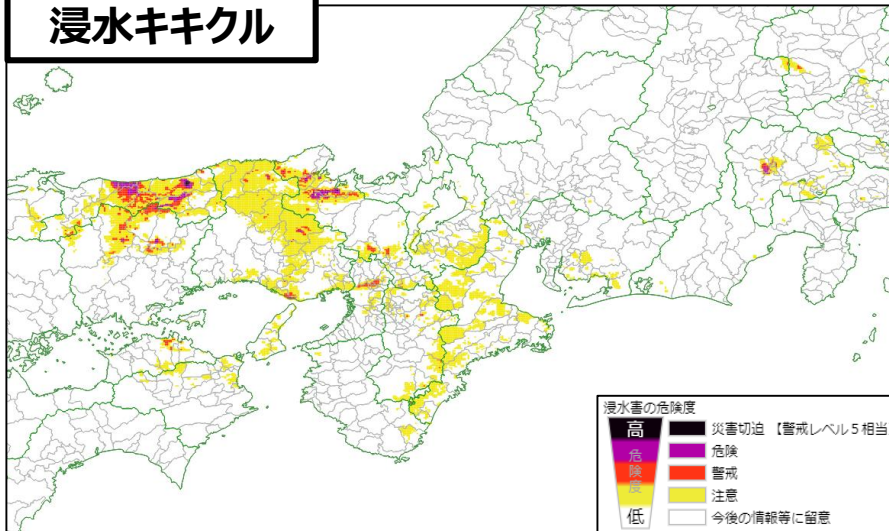 浸水キキクル
浸水害の危険度
高
危険度
低
災害切迫 【警戒レベル5相当
危険
警戒
注意
今後の情報等に留意